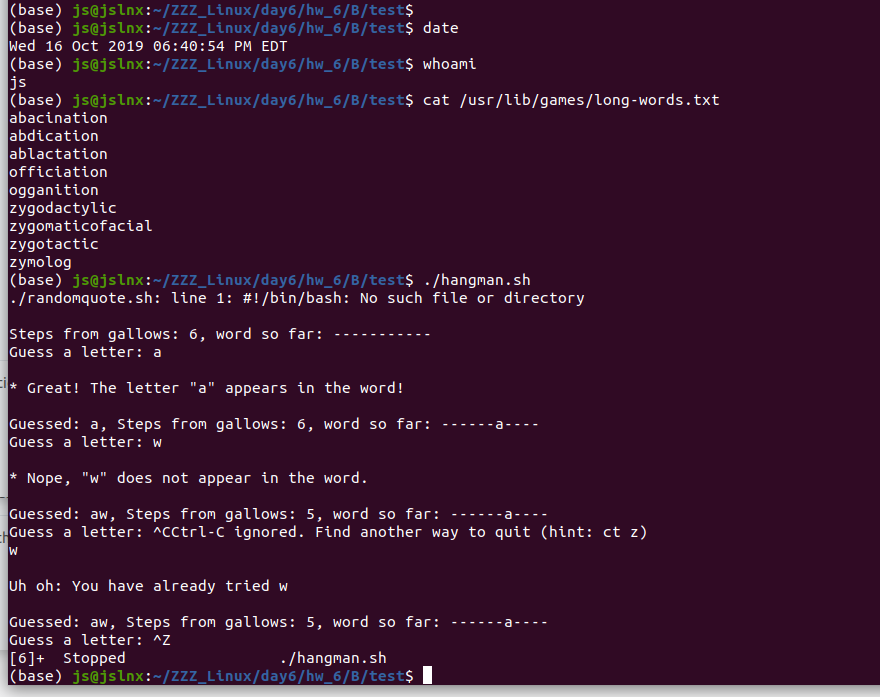 (base) js@jslnx:~/ZZZ_Linux/day6/hw_6/B/test$
(base) js@jslnx:~/ZZZ_Linux/day6/hw_6/B/test$ date
Wed 16 Oct 2019 06:40:54 PM EDT
(base) js@jslnx:~/ZZZ_Linux/day6/hw_6/B/test$ whoami
js
(base) js@jslnx:~/ZZZ_Linux/day6/hw_6/B/test$ cat /usr/lib/games/long-words.txt
abacination
abdication
ablactation
officiation
ogganition
zygodactylic
zygomaticofacial
zygotactic
zymolog
(base) js@jslnx:~/ZZZ_Linux/day6/hw_6/B/test$ ./hangman.sh
./randomquote.sh: line 1: #!/bin/bash: No such file or directory
Steps from gallows: 6, word so far: -----------
Guess a letter: a
* Great! The letter "a" appears in the word!
Guessed: a, Steps from gallows: 6, word so far: ------a----
Guess a letter: w
* Nope, "w" does not appear in the word.
Guessed: aw, Steps from gallows: 5, word so far: ------a----
Guess a letter: ^CCtrl-C ignored. Find another way to quit (hint: ct z)
w
Uh oh: You have already tried w
Guessed: aw, Steps from gallows: 5, word so far: ------a----
Guess a letter: ^Z
[6]+  Stopped                 ./hangman.sh
(base) js@jslnx:~/ZZZ_Linux/day6/hw_6/B/test$